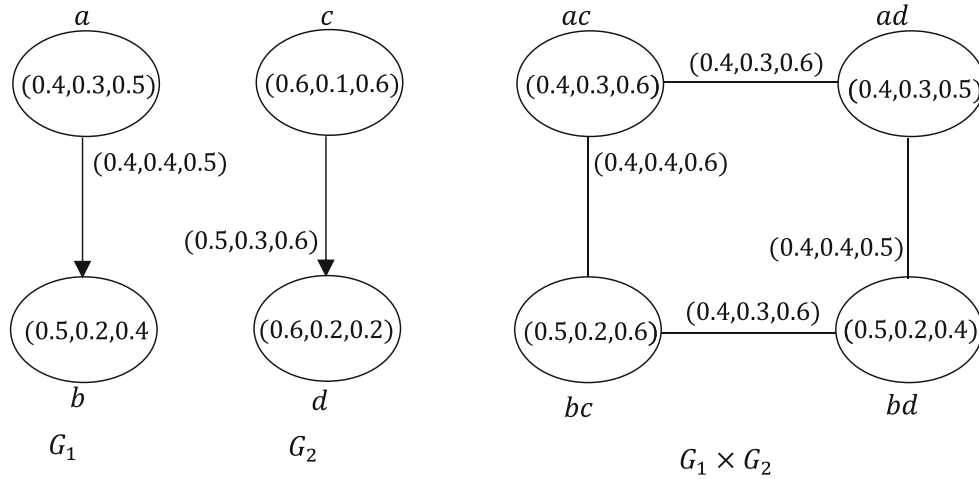 a
c
ac
ad
(0.4,0.3,0.5)
(0.6,0.1,0.6)
(0.4,0.3,0.6)
(0.4,0.3,0.6)
(0.4,0.3,0.5)
(0.4,0.4,0.5)
(0.4,0.4,0.6)
(0.5,0.3,0.6)
(0.4,0.4,0.5)
(0.5,0.2,0.4
(0.6,0.2,0.2)
(0.5,0.2,0.6)
(0.4,0.3,0.6)
(0.5,0.2,0.4)
b
d
bc
bd
G₁
G₂
G₁ × G₂